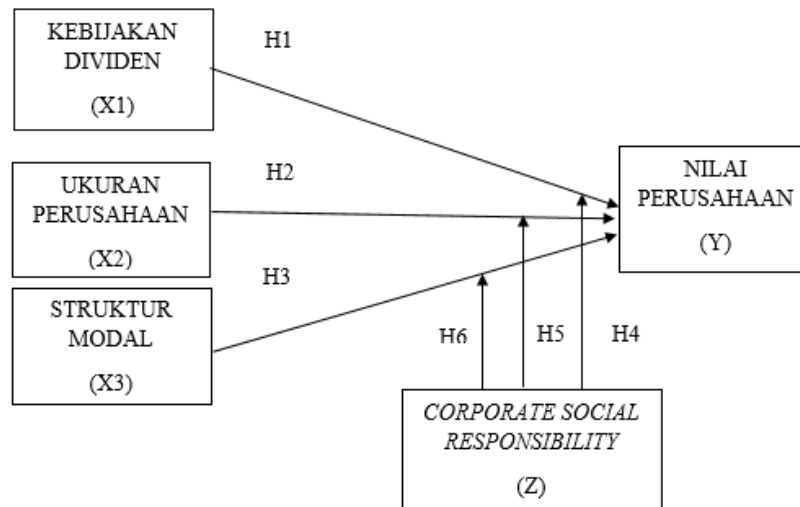 KEBIJAKAN
DIVIDEN
(X1)
H1
UKURAN
PERUSAHAAN
(X2)
H2
STRUKTUR
MODAL
(X3)
H3
NILAI
PERUSAHAAN
(Y)
H6
H5
H4
CORPORATE SOCIAL
RESPONSIBILITY
(Z)